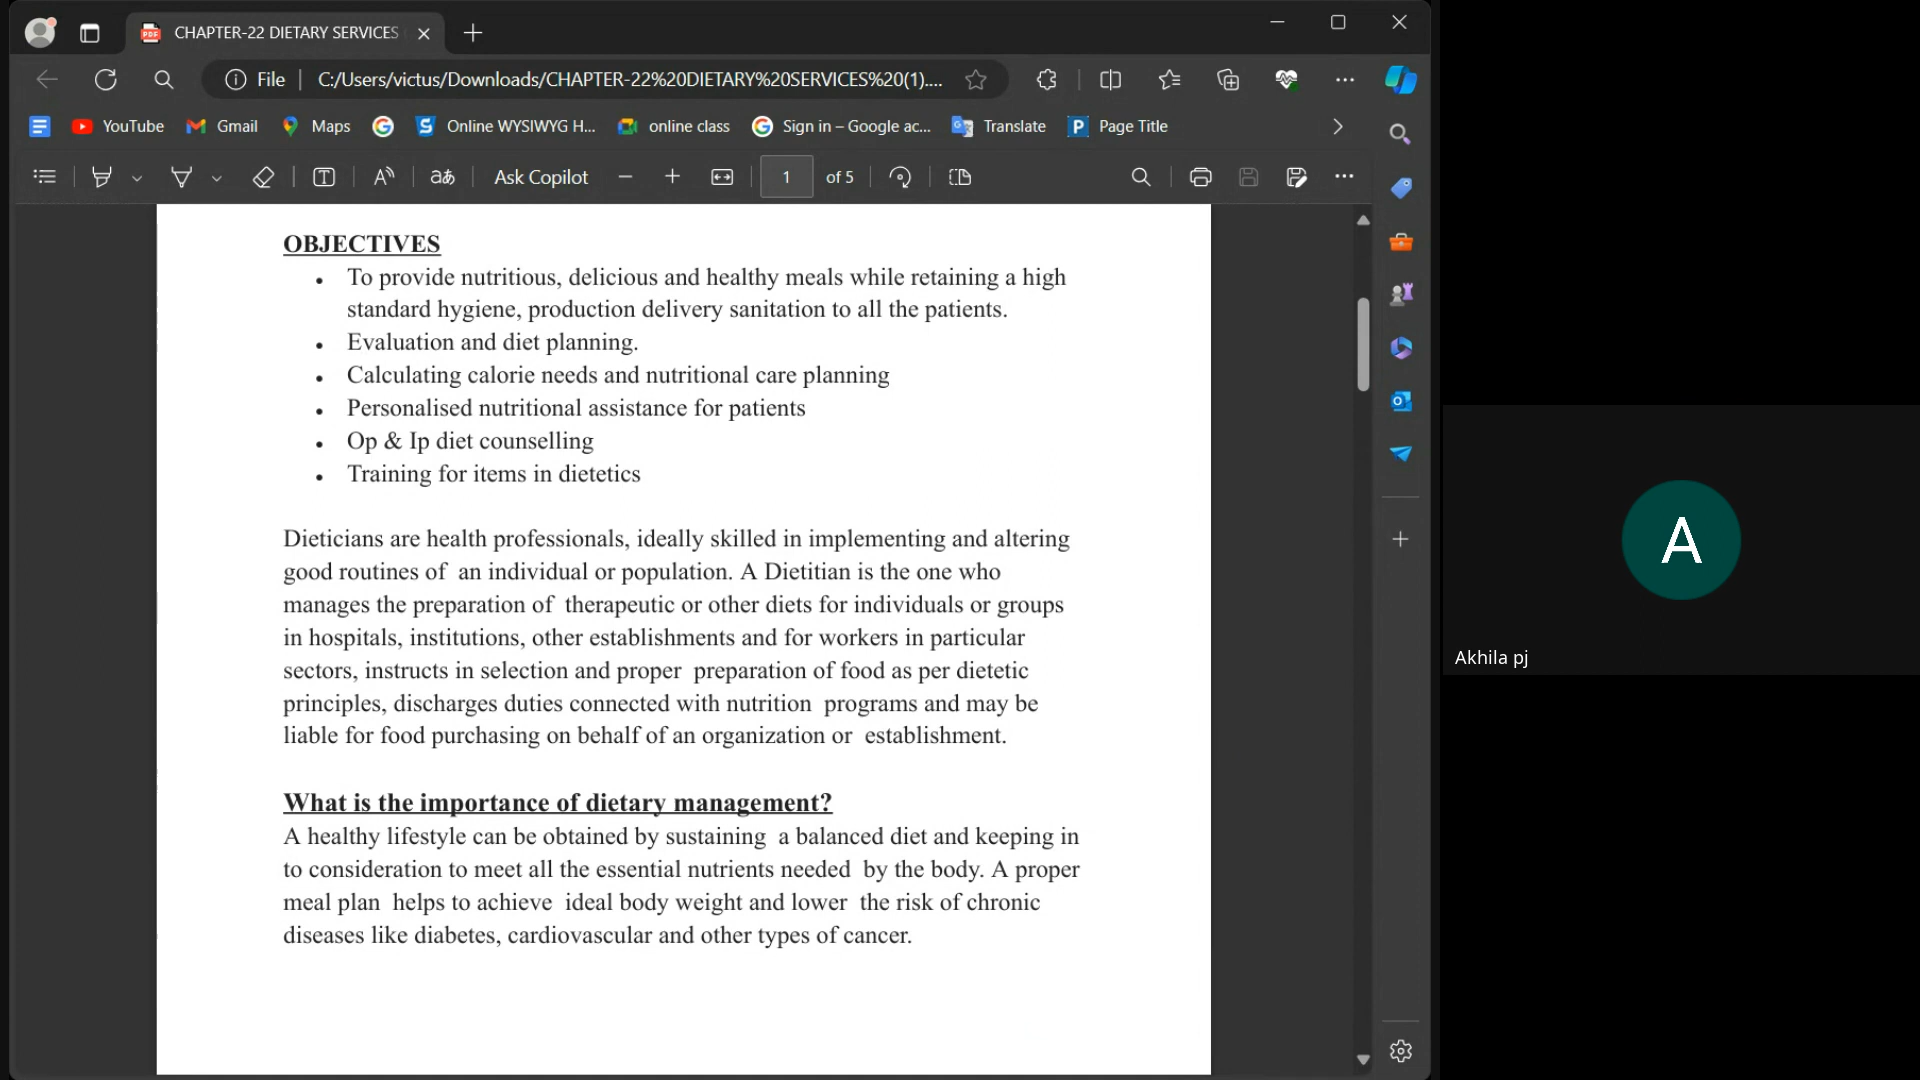 CHAPTER-22 DIETARY SERVICES
File
C:/Users/victus/Downloads/CHAPTER-22%20DIETARY%20SERVICES%20(1)....
YouTube Gmail Maps Online WYSIWYG H... online class Sign in – Google ac... Translate Page Title
Ask Copilot 1 of 5
OBJECTIVES
• To provide nutritious, delicious and healthy meals while retaining a high
standard hygiene, production delivery sanitation to all the patients.
• Evaluation and diet planning.
• Calculating calorie needs and nutritional care planning
• Personalised nutritional assistance for patients
• Op & Ip diet counselling
• Training for items in dietetics
Dieticians are health professionals, ideally skilled in implementing and altering
good routines of an individual or population. A Dietitian is the one who
manages the preparation of therapeutic or other diets for individuals or groups
in hospitals, institutions, other establishments and for workers in particular
sectors, instructs in selection and proper preparation of food as per dietetic
principles, discharges duties connected with nutrition programs and may be
liable for food purchasing on behalf of an organization or establishment.
What is the importance of dietary management?
A healthy lifestyle can be obtained by sustaining a balanced diet and keeping in
to consideration to meet all the essential nutrients needed by the body. A proper
meal plan helps to achieve ideal body weight and lower the risk of chronic
diseases like diabetes, cardiovascular and other types of cancer.
A
Akhila pj